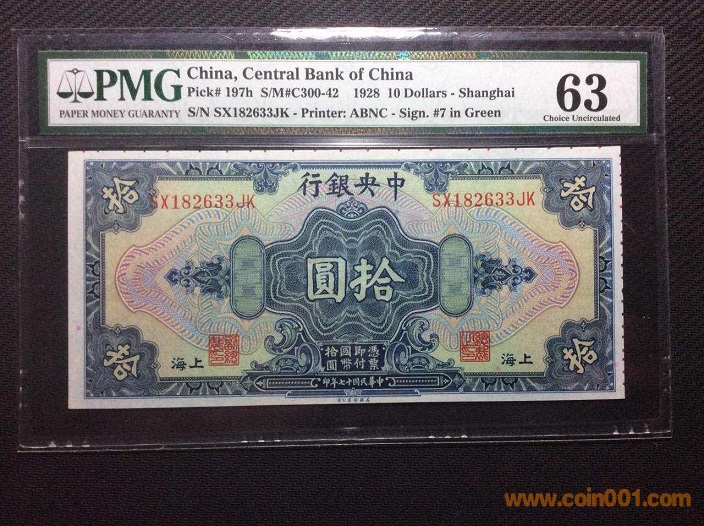 PMG
PAPER MONEY GUARANTY
China, Central Bank of China
Pick# 197h S/M#C300-42 1928 10 Dollars - Shanghai
S/N SX182633JK - Printer: ABNC - Sign. #7 in Green
63
Choice Uncirculated
行銀央中
拾
拾
SX182633JK
SX182633JK
圓拾
海上
海上
憑票即付國幣拾圓
印年七十國民華中
拾
拾
www.coin001.com